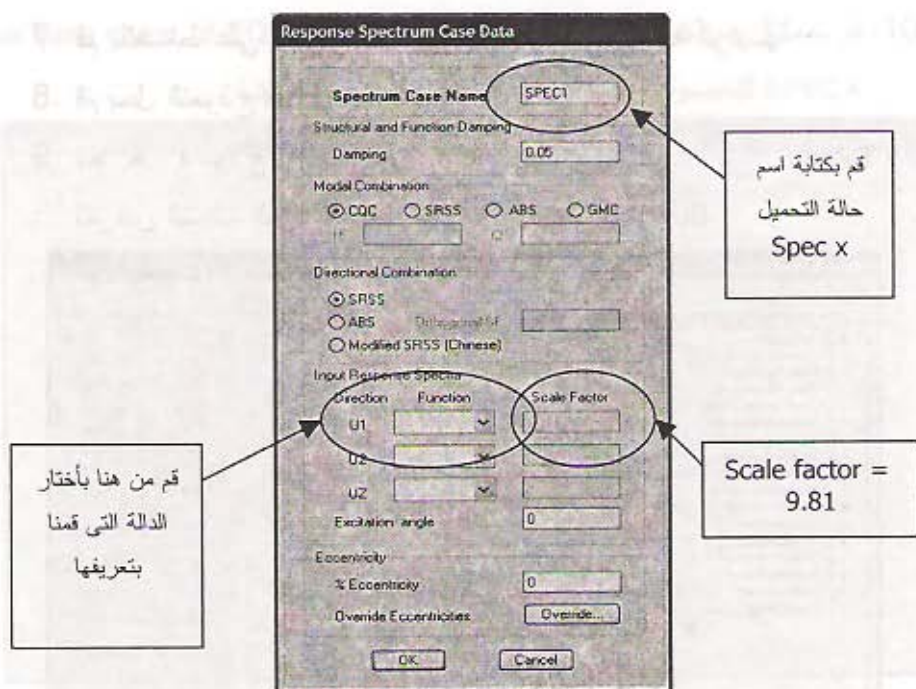 Response Spectrum Case Data
Spectrum Case Name SPEC1
Structural and Function Damping
Damping 0.05
Modal Combination
CQC SRSS ABS GMC
Directional Combination
SRSS
ABS Orthogonal SF
Modified SRSS (Chinese)
Input Response Spectra
Direction Function Scale Factor
U1
U2
UZ
Excitation angle 0
Eccentricity
% Eccentricity 0
Override Eccentricities Override...
OK Cancel
قم بكتابة اسم
حالة التحميل
Spec x
قم من هنا بأختار
الدالة التى قمنا
بتعريفها
Scale factor =
9.81